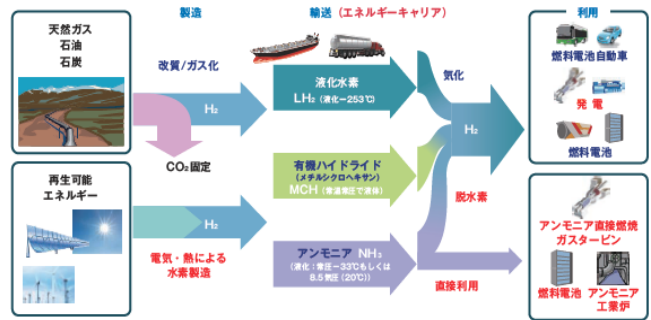 製造
輸送（エネルギーキャリア）
利用
天然ガス
石油
石炭
改質/ガス化
H₂
CO₂固定
再生可能
エネルギー
H₂
電気・熱による
水素製造
液化水素
LH₂（液化－253℃）
有機ハイドライド
（メチルシクロヘキサン）
MCH（常温常圧で液体）
アンモニア NH₃
（液化：常圧－33℃もしくは
8.5気圧（20℃））
気化
H₂
脱水素
直接利用
燃料電池自動車
発電
燃料電池
アンモニア直接燃焼
ガスタービン
燃料電池
アンモニア
工業炉